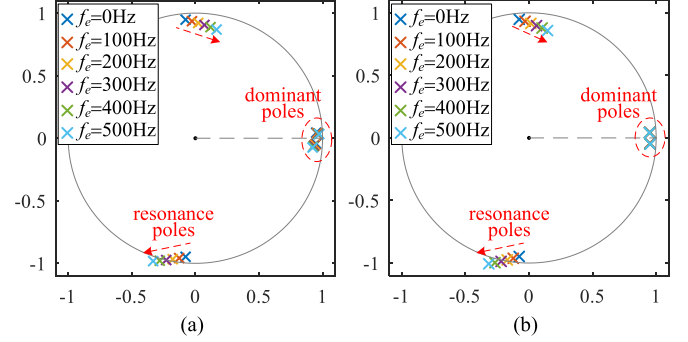 1
0.5
0
-0.5
-1
-1
-0.5
0
0.5
1
fe=0Hz
fe=100Hz
fe=200Hz
fe=300Hz
fe=400Hz
fe=500Hz
dominant
poles
resonance
poles
(a)
1
0.5
0
-0.5
-1
-1
-0.5
0
0.5
1
fe=0Hz
fe=100Hz
fe=200Hz
fe=300Hz
fe=400Hz
fe=500Hz
dominant
poles
resonance
poles
(b)